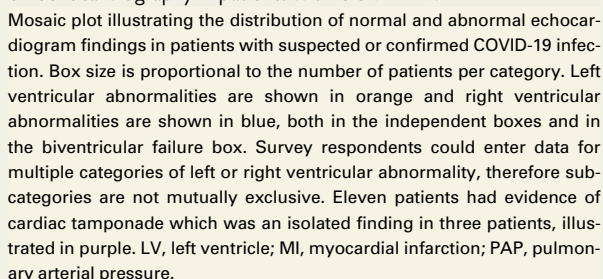 Mosaic plot illustrating the distribution of normal and abnormal echocar-
diogram findings in patients with suspected or confirmed COVID-19 infec-
tion. Box size is proportional to the number of patients per category. Left
ventricular abnormalities are shown in orange and right ventricular
abnormalities are shown in blue, both in the independent boxes and in
the biventricular failure box. Survey respondents could enter data for
multiple categories of left or right ventricular abnormality, therefore sub-
categories are not mutually exclusive. Eleven patients had evidence of
cardiac tamponade which was an isolated finding in three patients, illus-
trated in purple. LV, left ventricle; MI, myocardial infarction; PAP, pulmon-
ary arterial pressure.